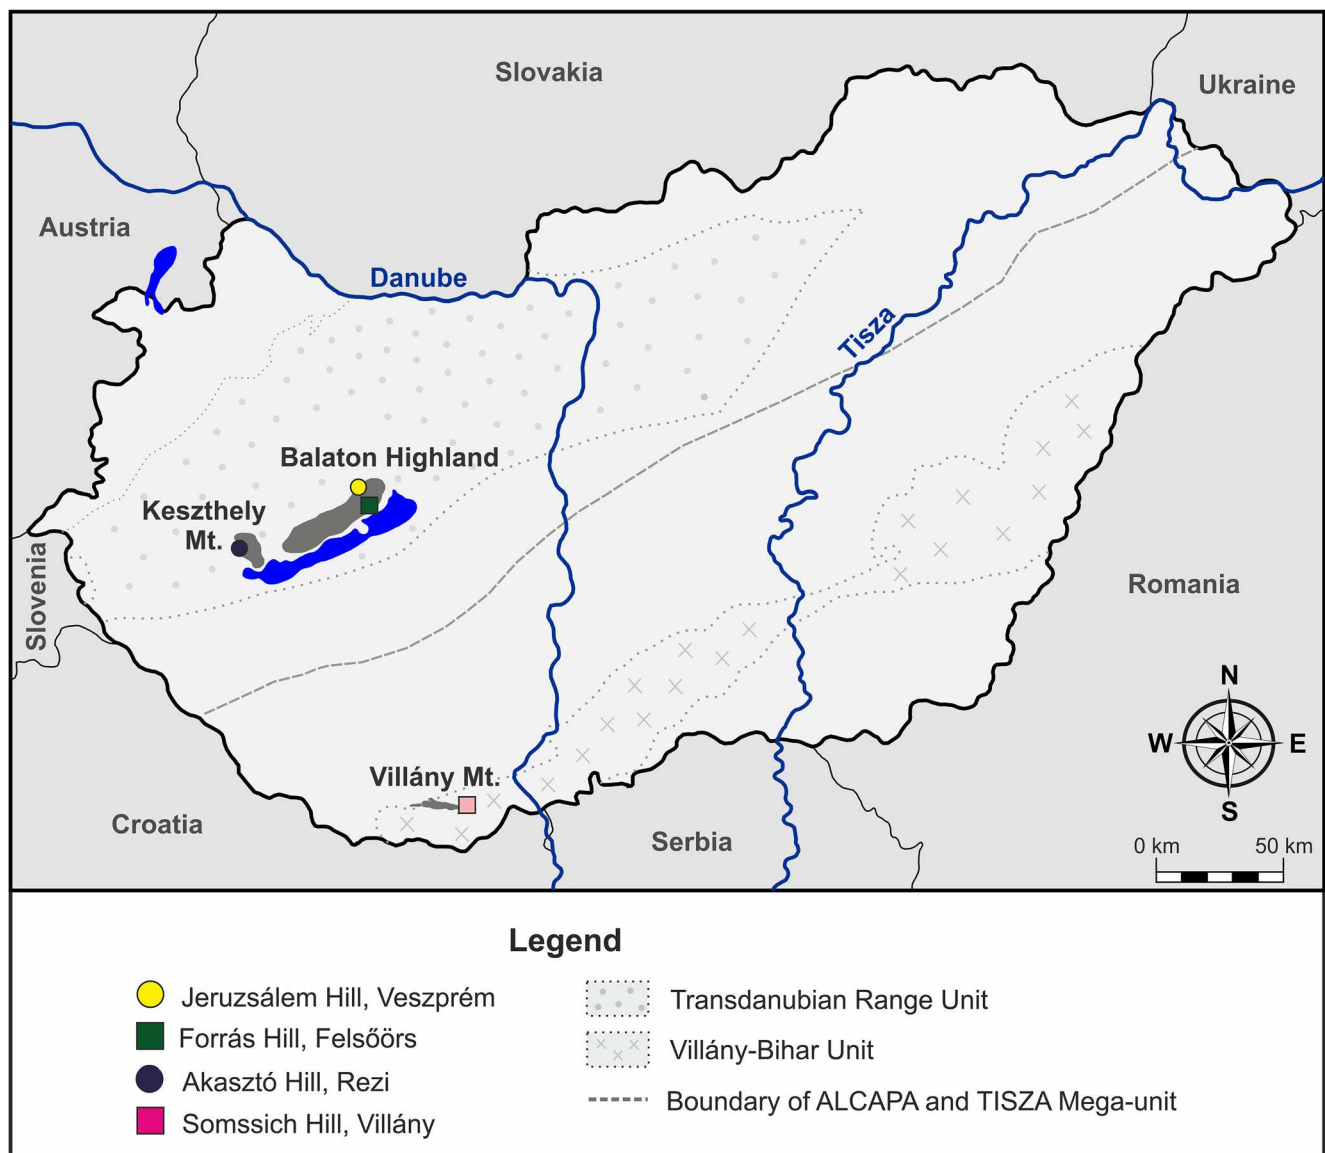 Slovakia
Ukraine
Austria
Danube
Tisza
Balaton Highland
Keszthely
Mt.
Slovenia
Romania
N
W
E
S
Villány Mt.
Croatia
Serbia
0 km
50 km
Legend
Jeruzsálem Hill, Veszprém
Forrás Hill, Felsőörs
Akasztó Hill, Rezi
Somssich Hill, Villány
Transdanubian Range Unit
Villány-Bihar Unit
Boundary of ALCAPA and TISZA Mega-unit